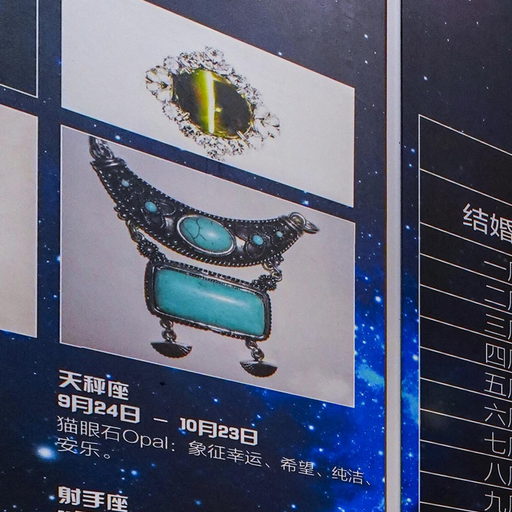 天秤座
9月24日 — 10月23日
猫眼石Opal：象征幸运、希望、纯洁、
安乐。
射手座
结婚
一
二
三
四
五
六
七
八
九